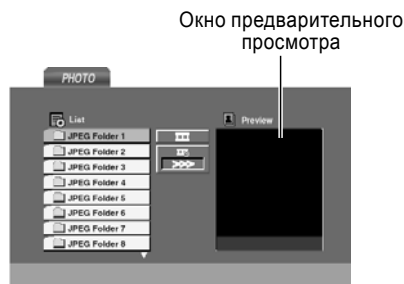 Окно предварительного
просмотра
PHOTO
List
Preview
JPEG Folder 1
JPEG Folder 2
JPEG Folder 3
JPEG Folder 4
JPEG Folder 5
JPEG Folder 6
JPEG Folder 7
JPEG Folder 8